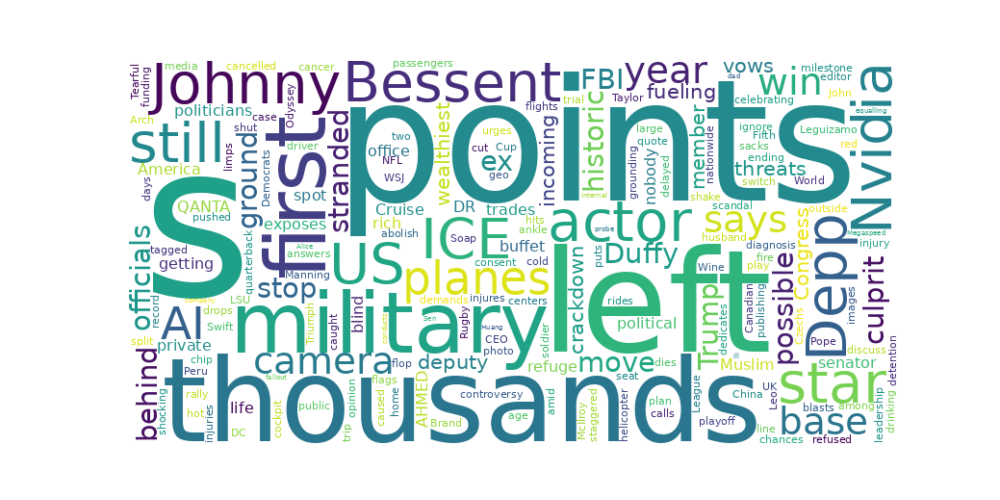 Tearful
funding
media
cancelled
cancer
passengers
Johnny
Bessent
FBI
year
fueling
vows
win
dad
milestone
editor
John
Nvidia
politicians
Arch
still
case
Odyssey
shut
limps
driver
America
days
first
stranded
points
two
office
NFL
WSJ
cut
Cup
ex
geo
urges
wealthiest
flights
trial
Taylor
incoming
historic
large
quote
nobody
grounding
delayed
internal
member
nationwide
celebrating
ignore
Fifth
sacks
ending
threats
switch
shake
World
equalling
Leguizamo
red
S
QANTA
pushed
ground
Democrats
spot
exposes
Alice
answers
Manning
Cruise
rich
abolish
DR
trades
hits
ankle
Soap
buffet
consent
cold
ICE
US
actor
probe
puts
Duffy
says
scandal
husband
diagnosis
outside
Megaspeed
injury
officials
tagged
getting
record
quarterback
stop
planes
demands
injures
centers
left
crackdown
rides
political
Wine
fire
play
Congress
possible
Depp
culprit
images
AI
private
split
chip
Peru
LSU
drops
Swift
military
Triumph
caught
blind
Sen
Rugby
Huang
CEO
photo
soldier
Trump
dedicates
Canadian
publishing
Czechs
Pope
discuss
detention
behind
shocking
camera
flop
deputy
refuge
move
dies
Muslim
senator
star
thousands
rally
hot
life
injuries
DC
cockpit
fallout
public
trip
opinion
caused
flags
home
AHMED
Brand
controversy
age
amid
McIlroy
staggered
helicopter
seat
plan
calls
League
playoff
China
UK
line
chances
Leo
base
blasts
among
refused
leadership
drinking